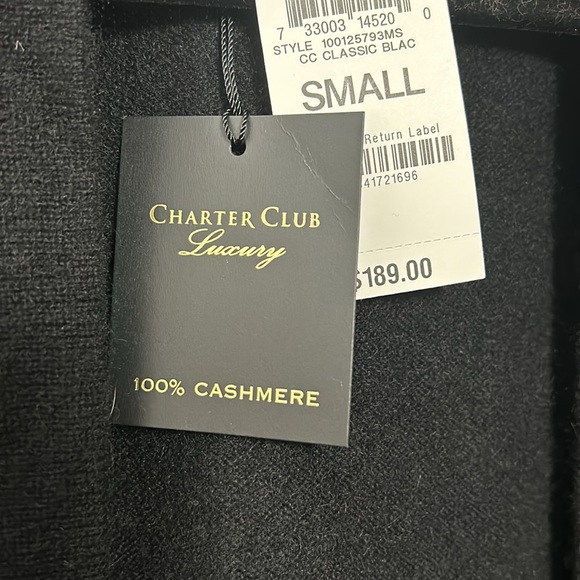 7 33003 14520 0
STYLE 100125793MS
CC CLASSIC BLAC
SMALL
Return Label
41721696
$189.00
CHARTER CLUB
Luxury
100% CASHMERE